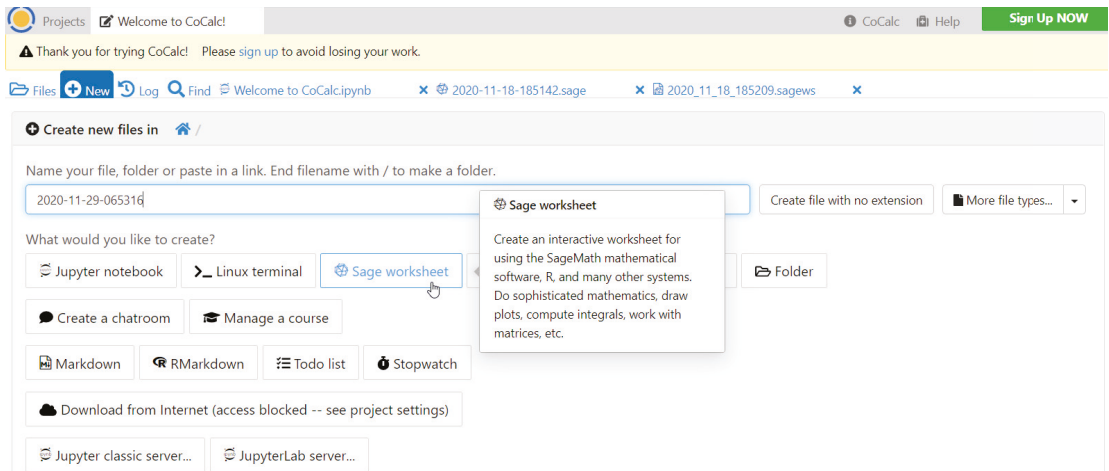 Projects Welcome to CoCalc! CoCalc Help Sign Up NOW
Thank you for trying CoCalc! Please sign up to avoid losing your work.
Files New Log Find Welcome to CoCalc.ipynb 2020-11-18-185142.sage 2020_11_18_185209.sagews
Create new files in /
Name your file, folder or paste in a link. End filename with / to make a folder.
2020-11-29-065316
Create file with no extension More file types...
Sage worksheet
Create an interactive worksheet for
using the SageMath mathematical
software, R, and many other systems.
Do sophisticated mathematics, draw
plots, compute integrals, work with
matrices, etc.
What would you like to create?
Jupyter notebook Linux terminal Sage worksheet Folder
Create a chatroom Manage a course
Markdown RMarkdown Todo list Stopwatch
Download from Internet (access blocked -- see project settings)
Jupyter classic server... JupyterLab server...